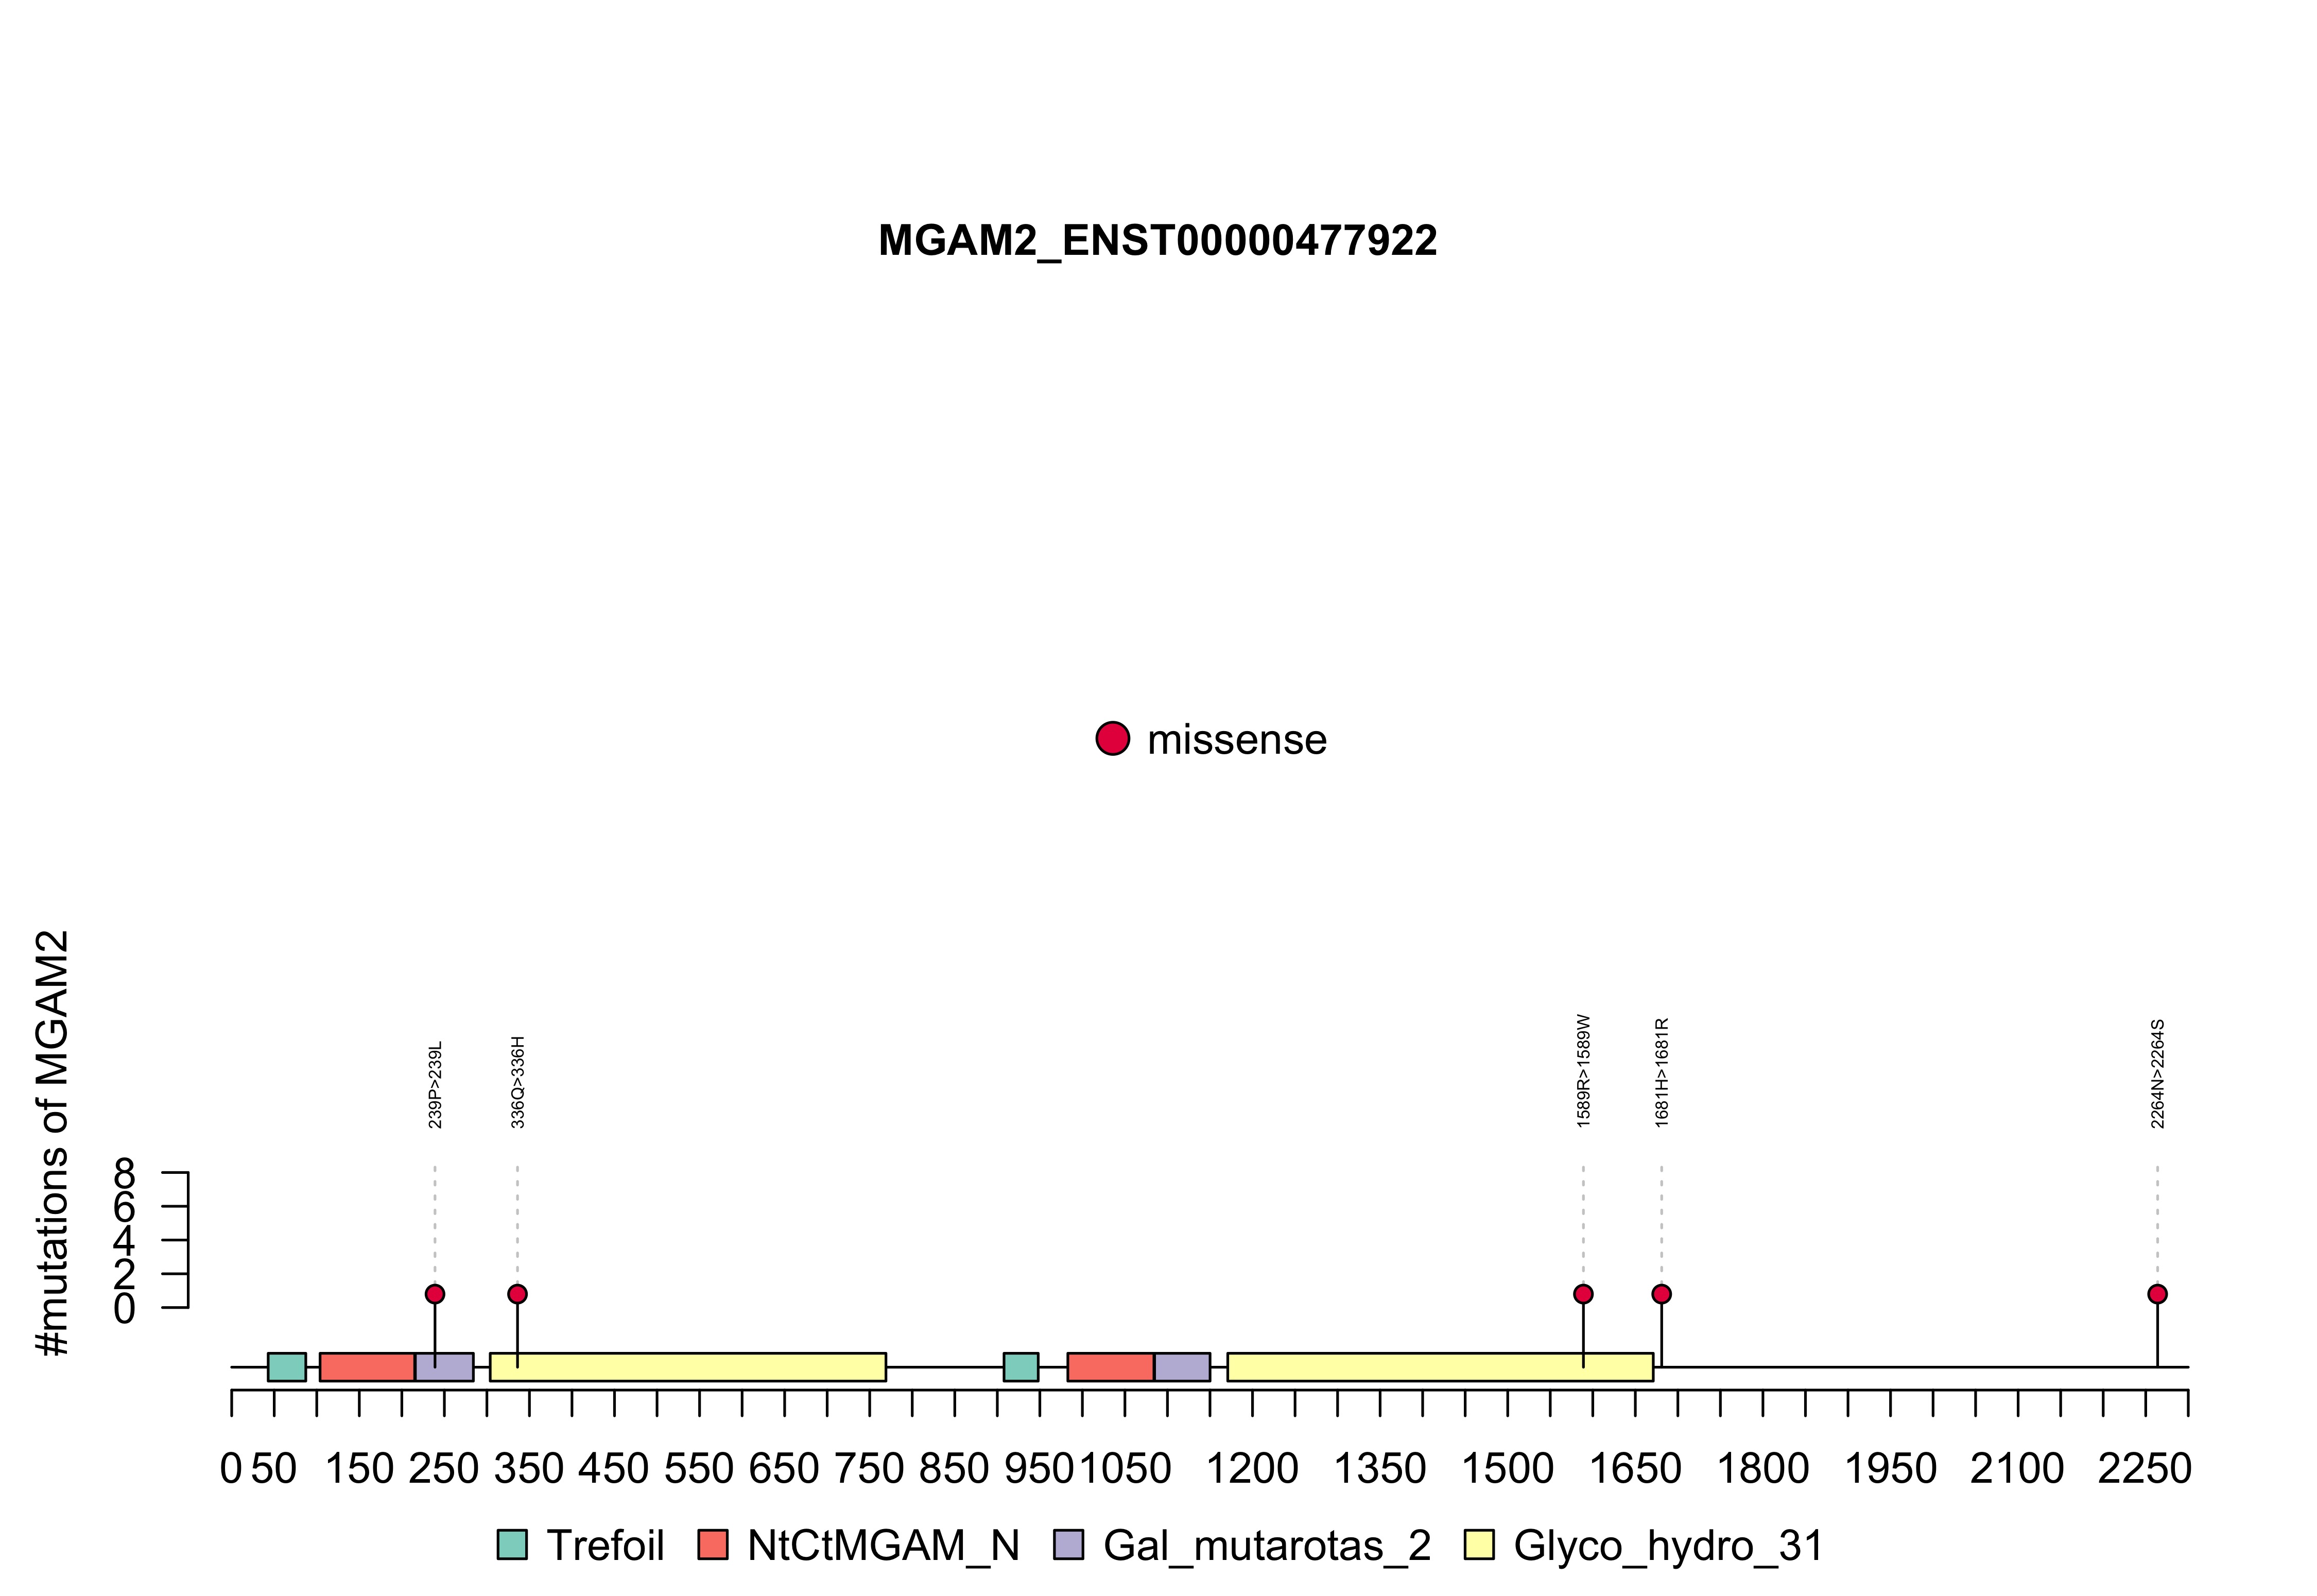 MGAM2_ENST00000477922
missense
#mutations of MGAM2
239P>239L
336Q>336H
1589R>1589W
1681H>1681R
2264N>2264S
8
6
4
2
0
0 50 150 250 350 450 550 650 750 850 950 1050 1200 1350 1500 1650 1800 1950 2100 2250
Trefoil NtCtMGAM_N Gal_mutarotas_2 Glyco_hydro_31